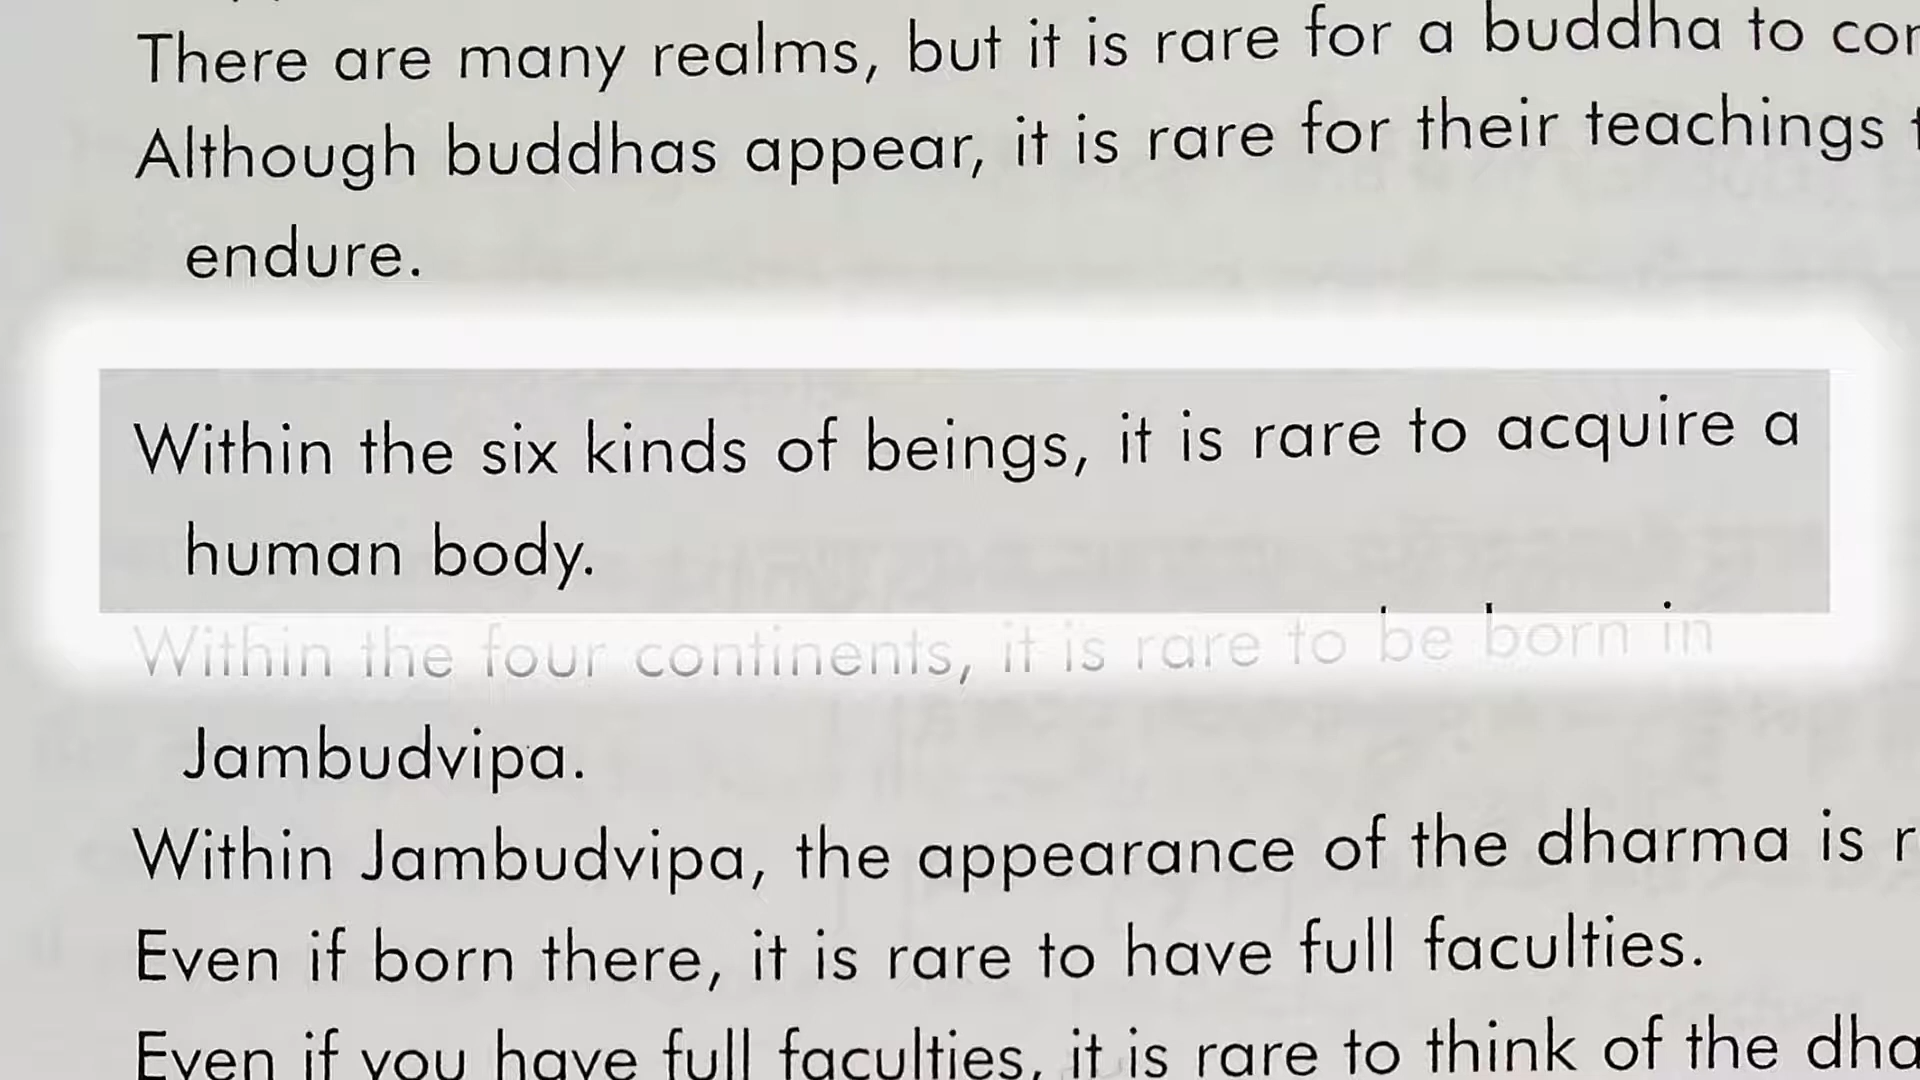 There are many realms, but it is rare for a buddha to
Although buddhas appear, it is rare for their teachings
endure.
Within the six kinds of beings, it is rare to acquire a
human body.
Within the four continents, it is rare to be born in
Jambudvipa.
Within Jambudvipa, the appearance of the dharma is
Even if born there, it is rare to have full faculties.
Even if you have full faculties, it is rare to think of the